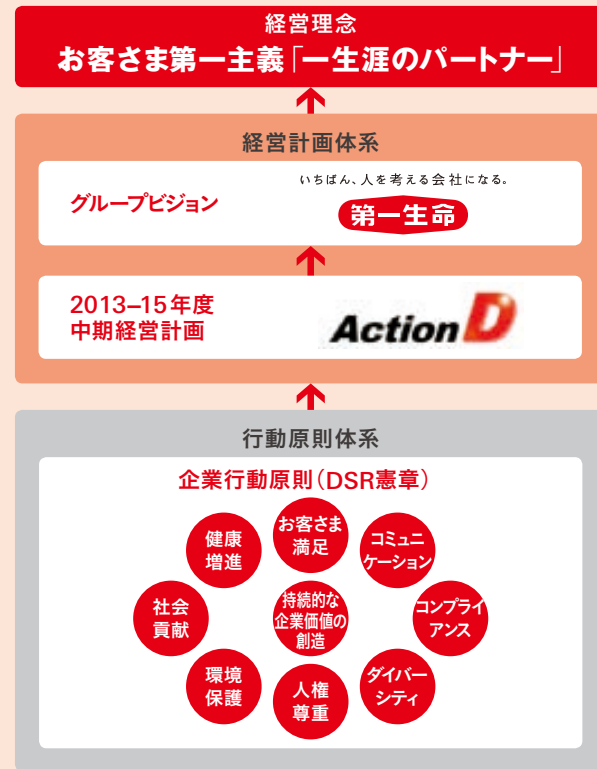 経営理念
お客さま第一主義「一生涯のパートナー」
経営計画体系
グループビジョン
いちばん、人を考える会社になる。
第一生命
2013–15年度
中期経営計画
Action D
行動原則体系
企業行動原則（DSR憲章）
お客さま
満足
コミュニ
ケーション
コンプライ
アンス
ダイバー
シティ
人権
尊重
環境
保護
社会
貢献
健康
増進
持続的な
企業価値の
創造